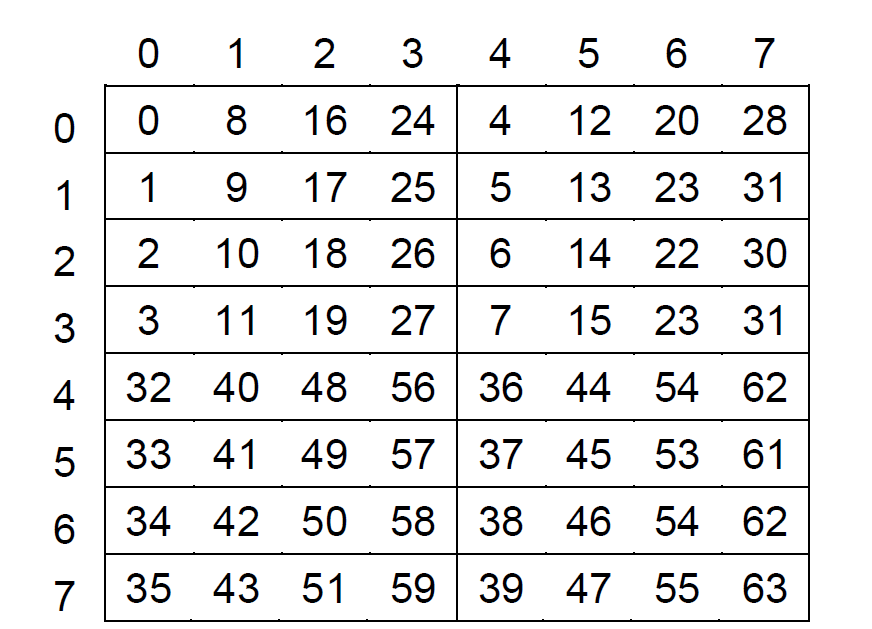 0 1 2 3 4 5 6 7
0 0 8 16 24 4 12 20 28
1 1 9 17 25 5 13 23 31
2 2 10 18 26 6 14 22 30
3 3 11 19 27 7 15 23 31
4 32 40 48 56 36 44 54 62
5 33 41 49 57 37 45 53 61
6 34 42 50 58 38 46 54 62
7 35 43 51 59 39 47 55 63